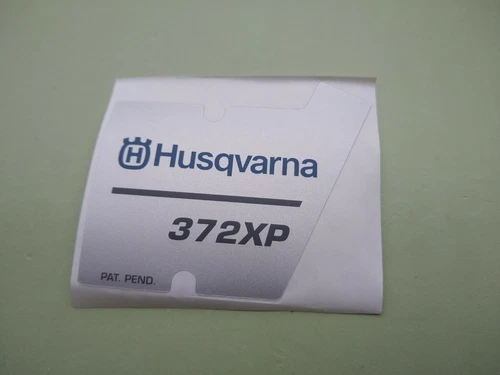 Husqvarna
372XP
PAT. PEND.